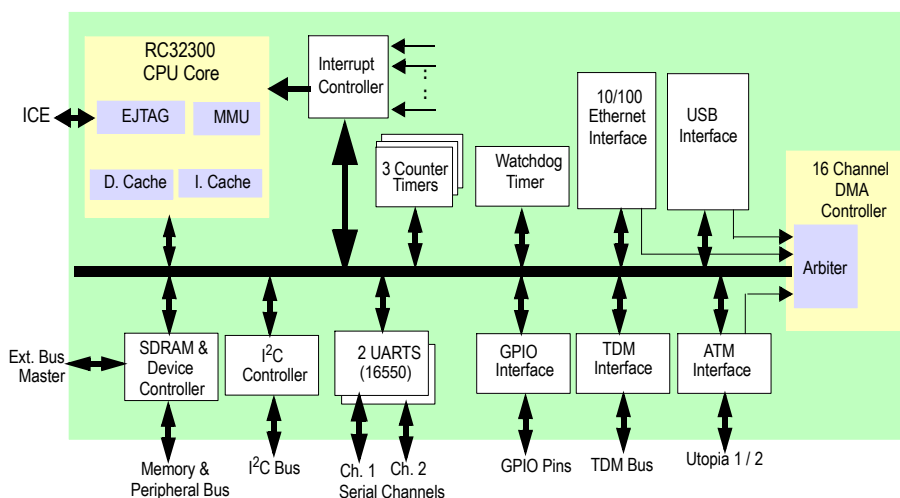 RC32300
CPU Core
Interrupt
Controller
10/100
Ethernet
Interface
USB
Interface
ICE
EJTAG
MMU
3 Counter
Timers
Watchdog
Timer
16 Channel
DMA
Controller
D. Cache
I. Cache
Arbiter
Ext. Bus
Master
SDRAM &
Device
Controller
I²C
Controller
2 UARTS
(16550)
GPIO
Interface
TDM
Interface
ATM
Interface
Memory &
Peripheral Bus
I²C Bus
Ch. 1
Ch. 2
Serial Channels
GPIO Pins
TDM Bus
Utopia 1 / 2